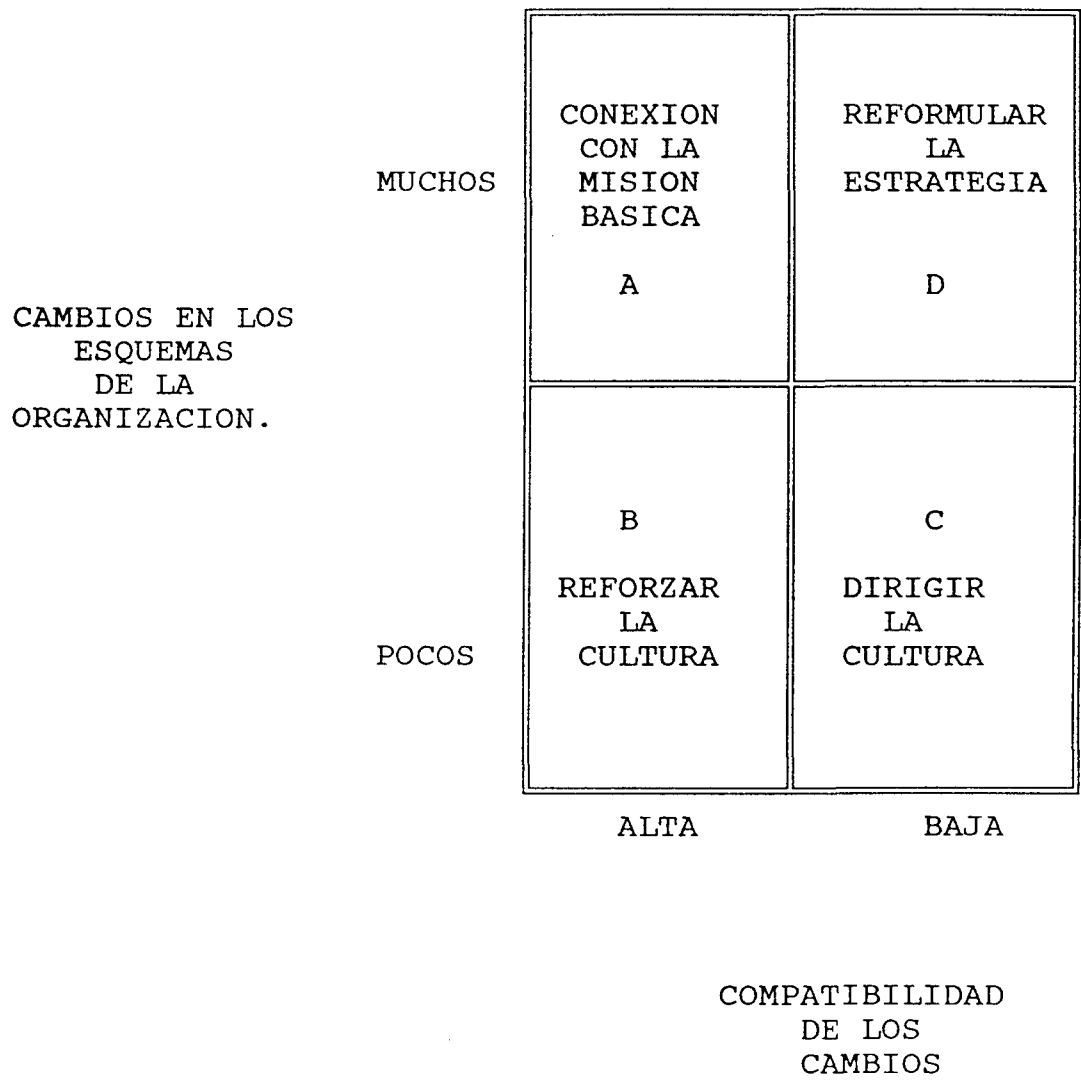 CONEXION
CON LA
MISION
BASICA
A
REFORMULAR
LA
ESTRATEGIA
D
MUCHOS
CAMBIOS EN LOS
ESQUEMAS
DE LA
ORGANIZACION.
B
REFORZAR
LA
CULTURA
C
DIRIGIR
LA
CULTURA
POCOS
ALTA
BAJA
COMPATIBILIDAD
DE LOS
CAMBIOS